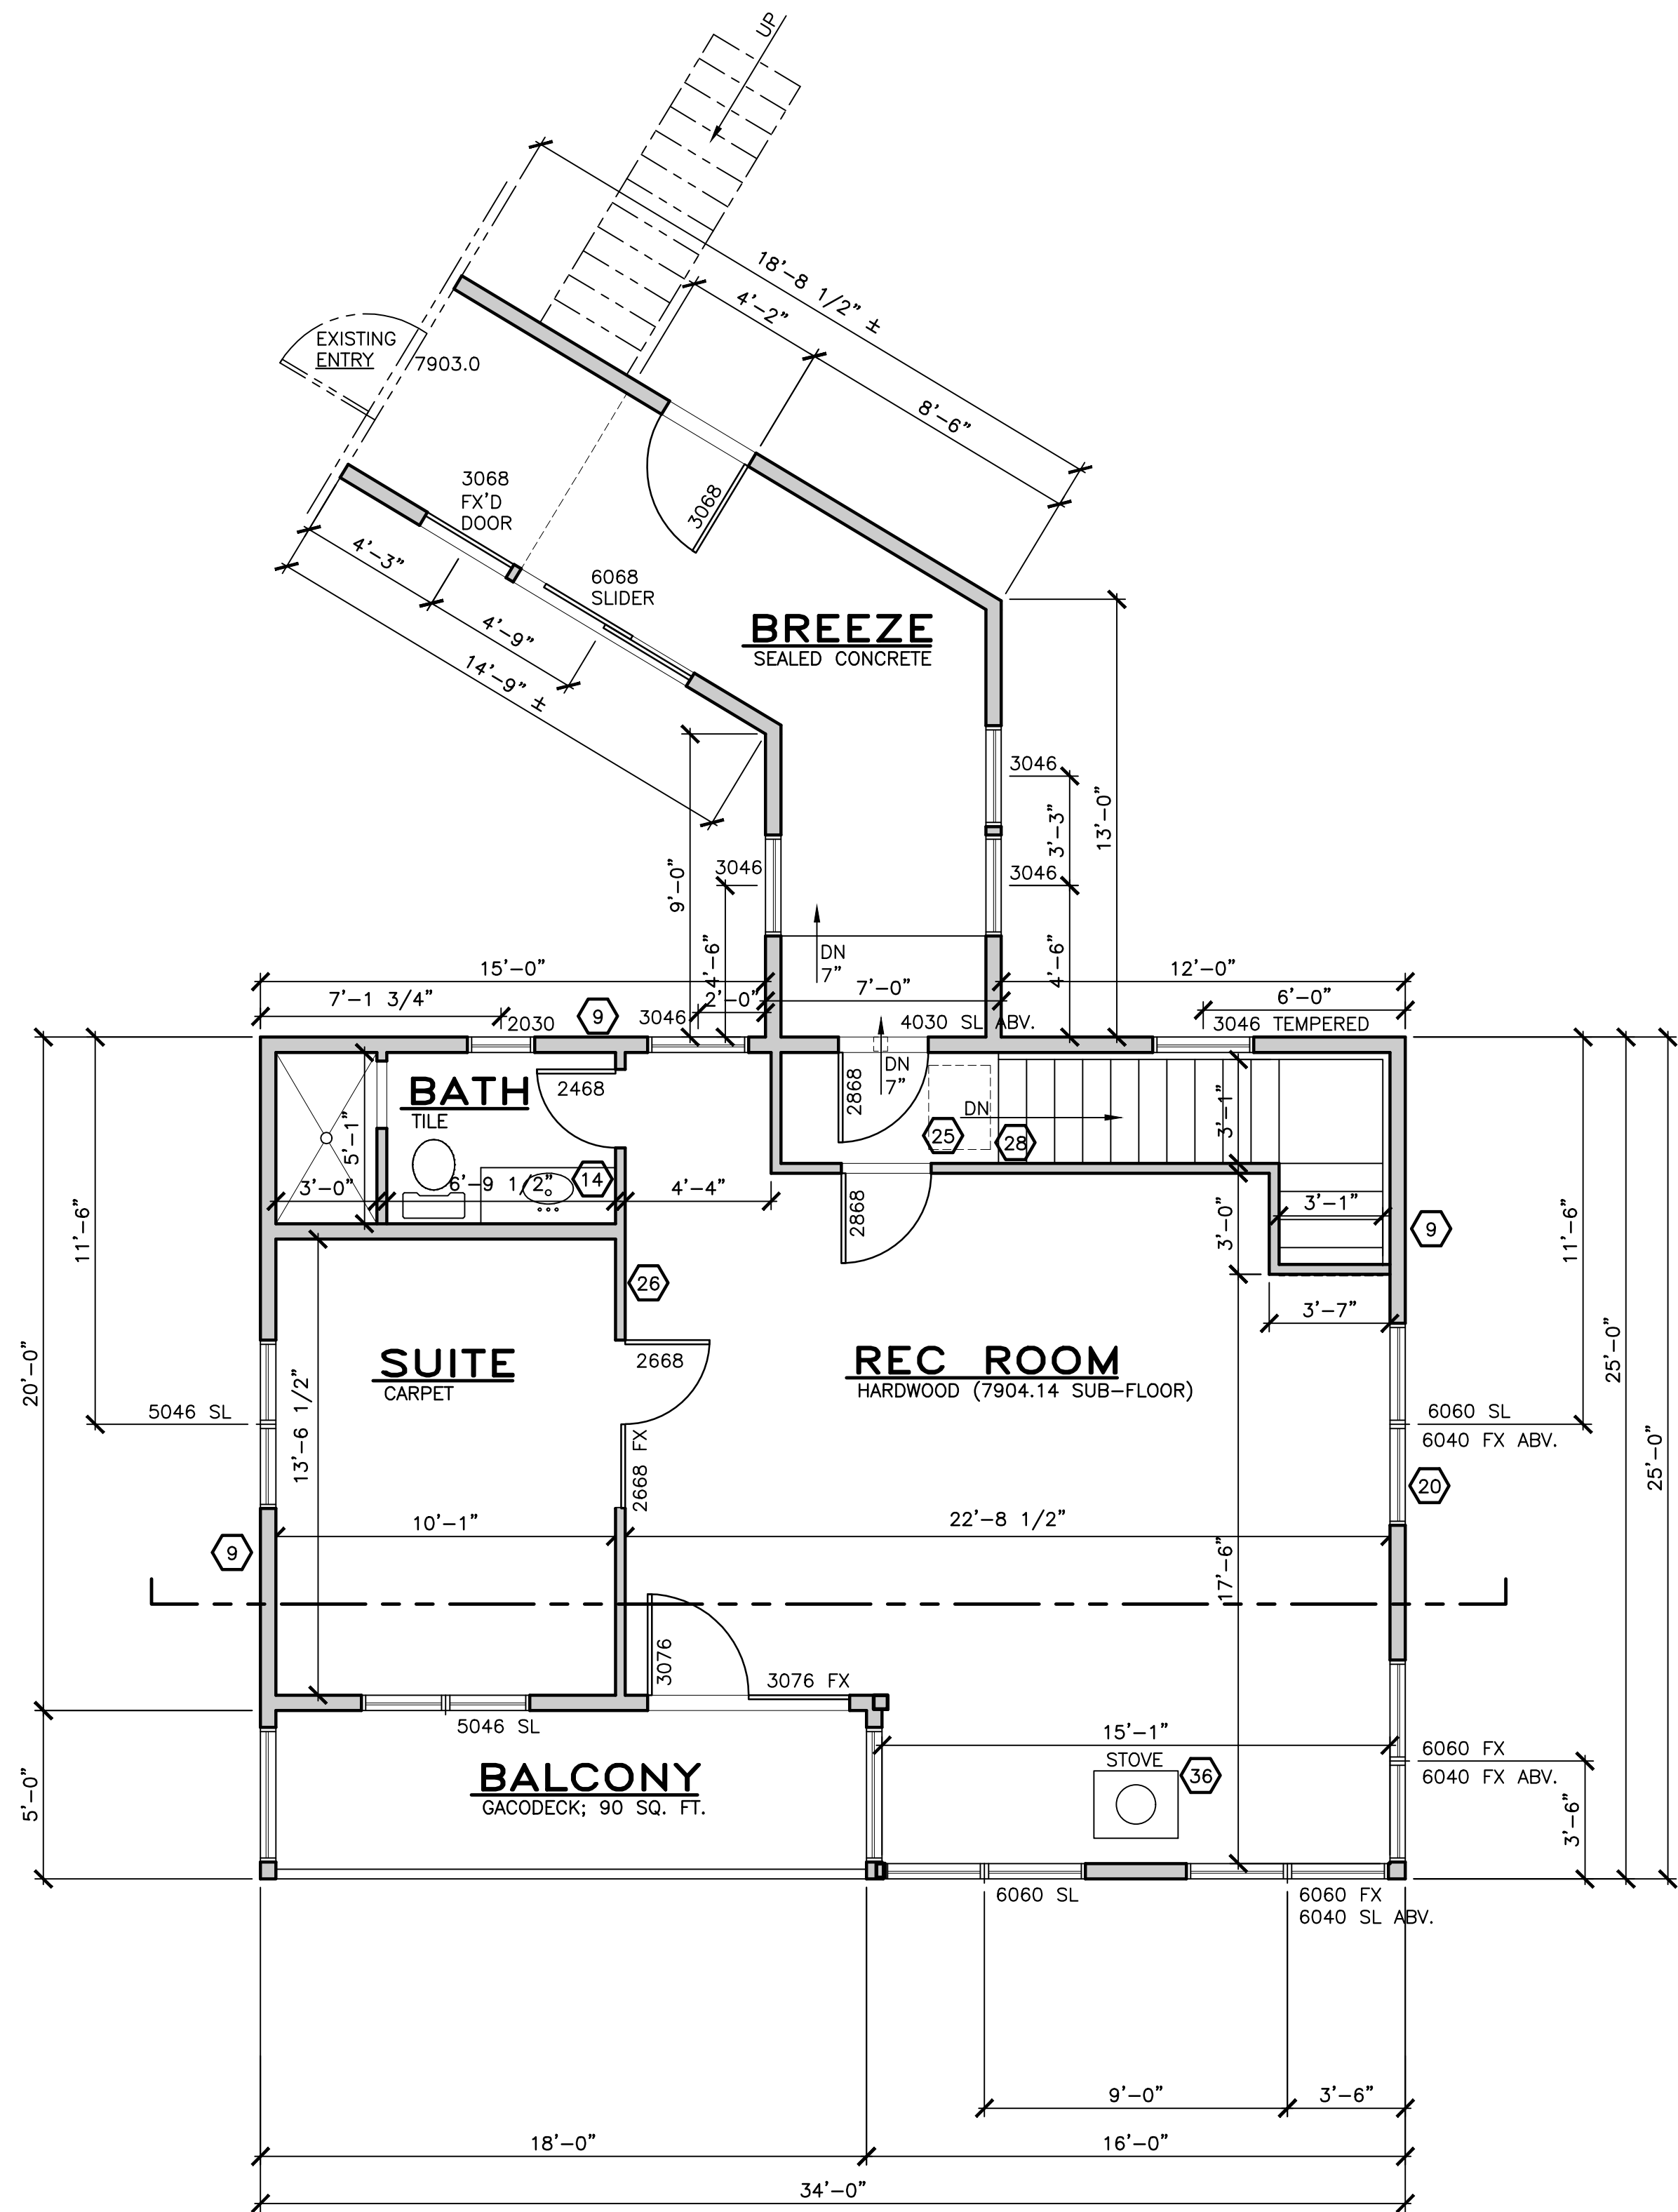 UP
18'-8 1/2" ±
4'-2"
8'-6"
EXISTING
ENTRY
7903.0
3068
FX'D
DOOR
3068
4'-3"
6068
SLIDER
4'-9"
14'-9" ±
BREEZE
SEALED CONCRETE
3046
3'-3"
13'-0"
3046
9'-0"
3046
4'-6"
4'-6"
DN
7"
15'-0"
12'-0"
7'-1 3/4"
2'-0"
7'-0"
6'-0"
2030
9
3046
4030 SL ABV.
3046 TEMPERED
BATH
TILE
2468
2868
DN
7"
DN
25
28
3'-1"
5'-1"
3'-0"
6'-9 1/2"
14
4'-4"
2868
3'-0"
3'-1"
9
11'-6"
11'-6"
26
3'-7"
20'-0"
25'-0"
25'-0"
SUITE
CARPET
2668
REC ROOM
HARDWOOD (7904.14 SUB-FLOOR)
5046 SL
13'-6 1/2"
2668 FX
6060 SL
6040 FX ABV.
20
10'-1"
22'-8 1/2"
9
17'-6"
3076
3076 FX
5046 SL
15'-1"
STOVE
36
6060 FX
6040 FX ABV.
BALCONY
GACODECK; 90 SQ. FT.
5'-0"
3'-6"
6060 SL
6060 FX
6040 SL ABV.
9'-0"
3'-6"
18'-0"
16'-0"
34'-0"